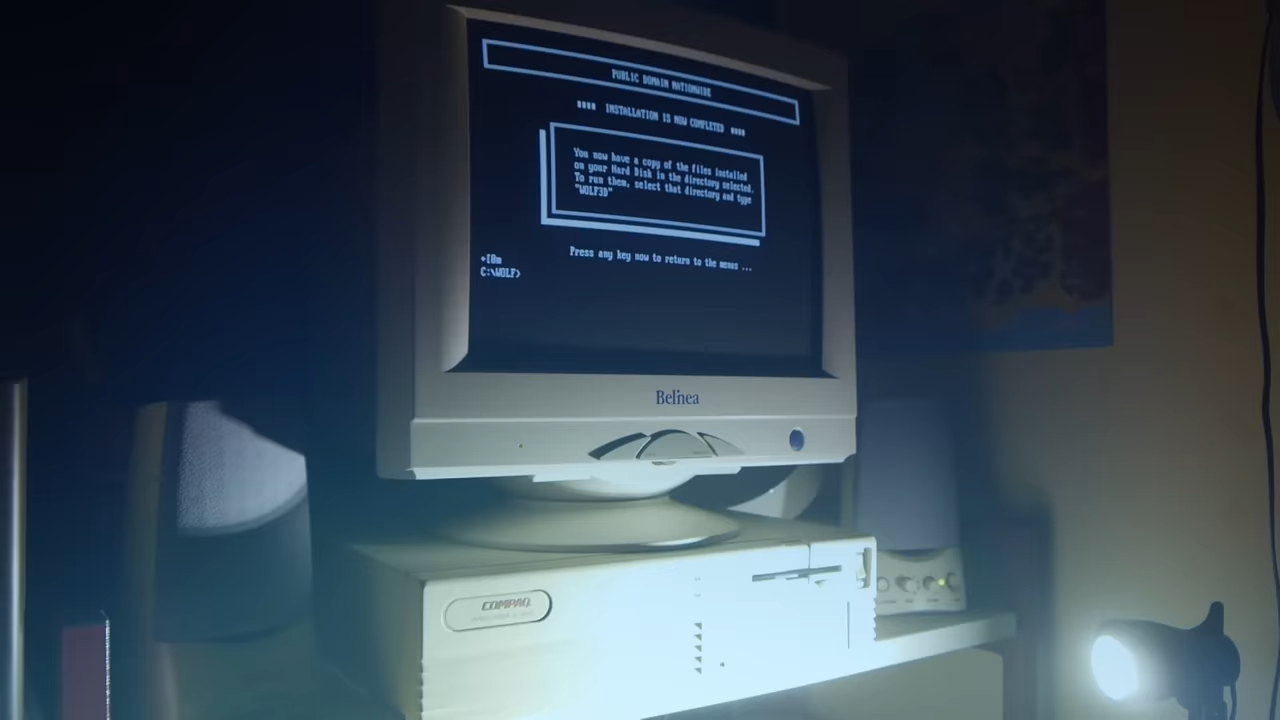 PUBLIC DOMAIN NATIONWIDE
INSTALLATION IS NOW COMPLETED
You now have a copy of the files installed
on your Hard Disk in the directory selected.
To run them, select that directory and type
"WOLF3D"
Press any key now to return to the menus ...
←[0m
C:\WOLF>
Belinea
COMPAQ